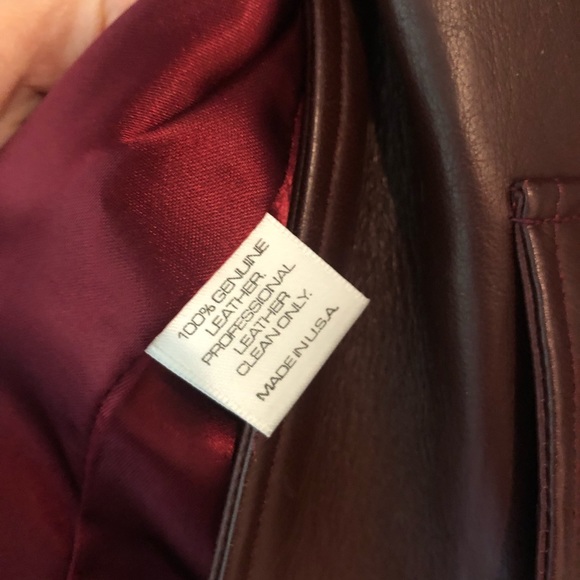 100% GENUINE
LEATHER.
PROFESSIONAL
LEATHER
CLEAN ONLY.
MADE IN U.S.A.